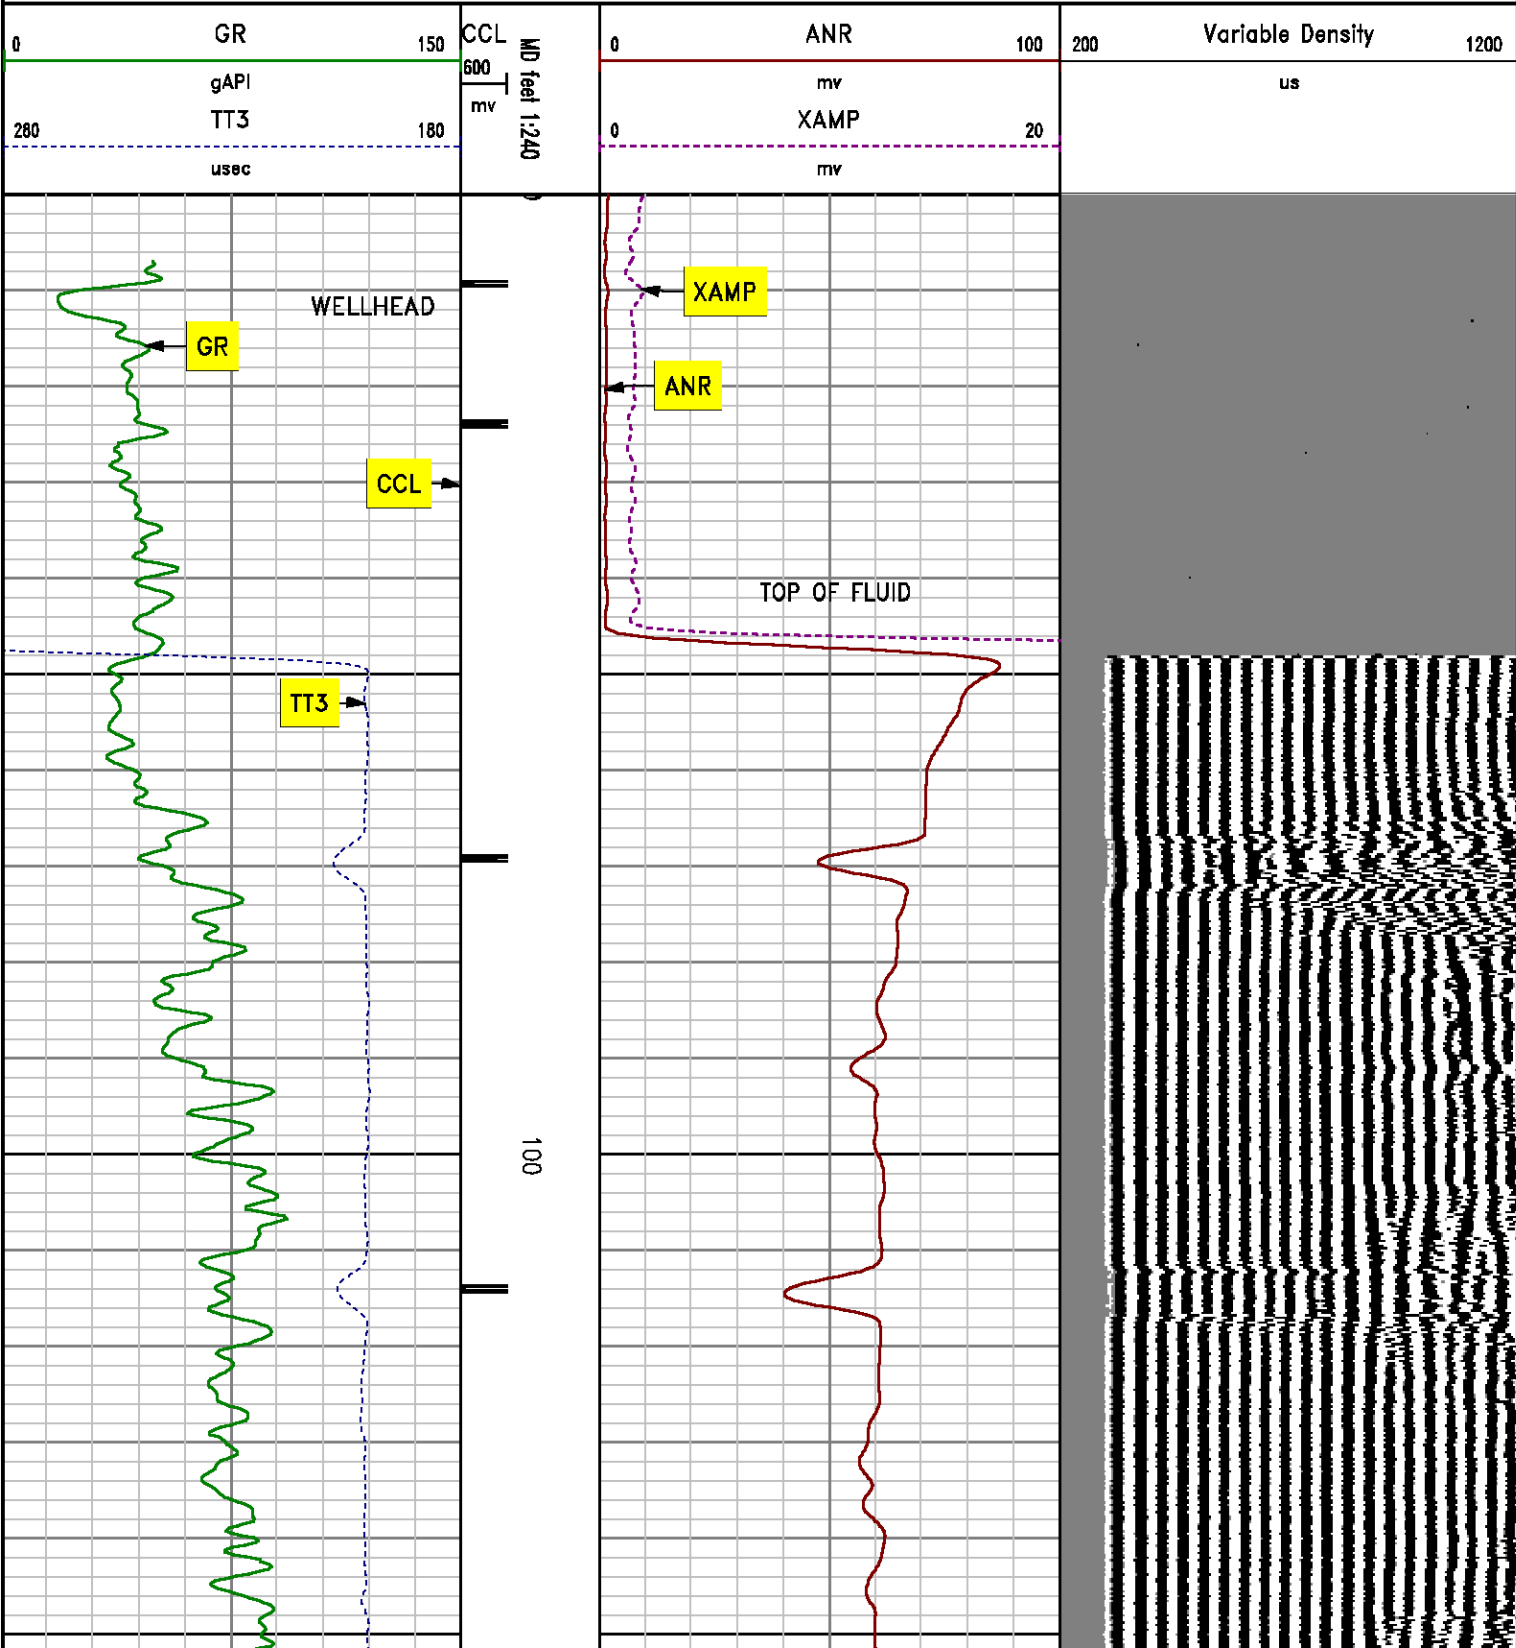 GR
0 150
gAPI
TT3
280 180
usec
CCL
600
mv
MD feet 1:240
ANR
0 100
mv
XAMP
0 20
mv
Variable Density
200 1200
us
WELLHEAD
XAMP
GR
ANR
CCL
TOP OF FLUID
TT3
100